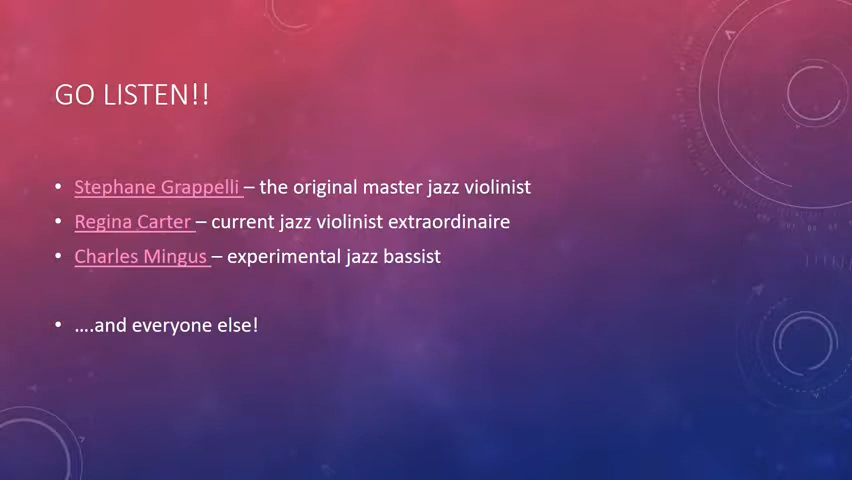 GO LISTEN!!
• Stephane Grappelli – the original master jazz violinist
• Regina Carter – current jazz violinist extraordinaire
• Charles Mingus – experimental jazz bassist
• ….and everyone else!